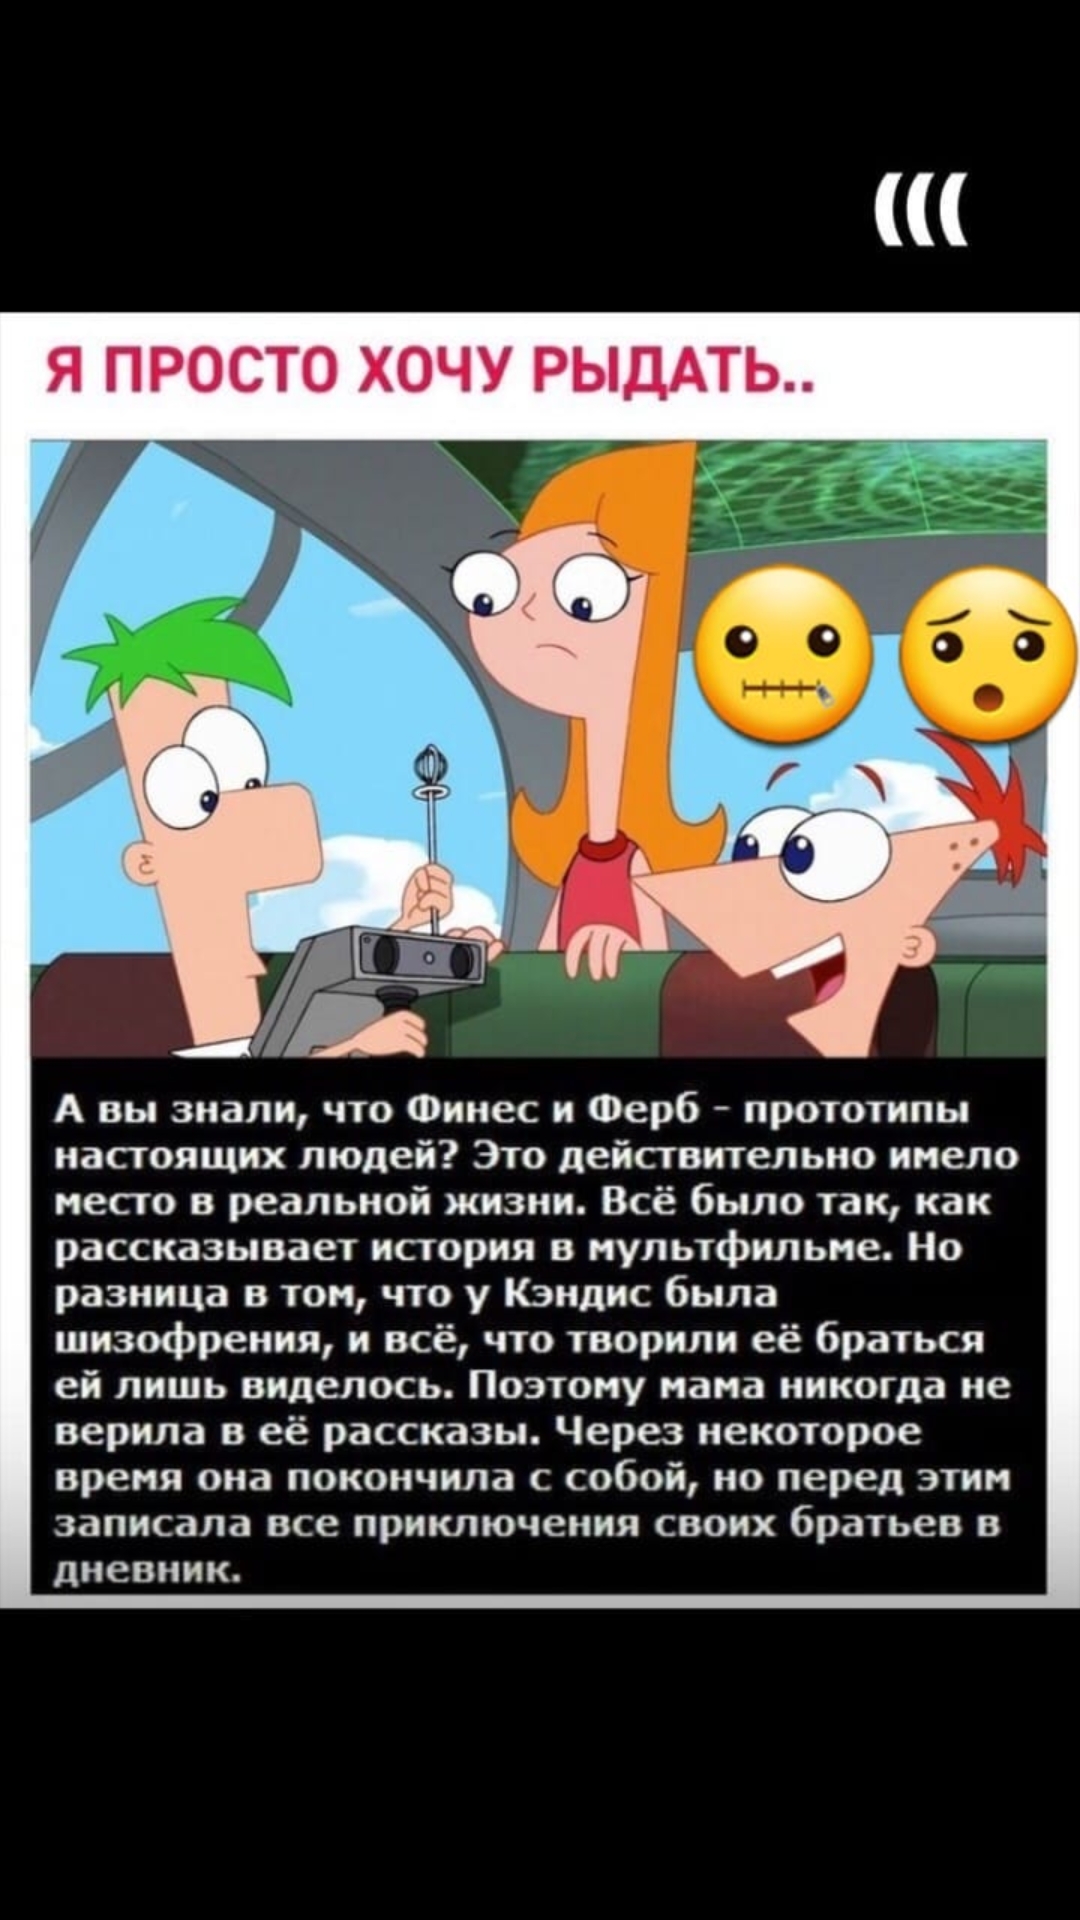 (((
Я ПРОСТО ХОЧУ РЫДАТЬ..
А вы знали, что Финес и Ферб - прототипы
настоящих людей? Это действительно имело
место в реальной жизни. Всё было так, как
рассказывает история в мультфильме. Но
разница в том, что у Кэндис была
шизофрения, и всё, что творили её браться
ей лишь виделось. Поэтому мама никогда не
верила в её рассказы. Через некоторое
время она покончила с собой, но перед этим
записала все приключения своих братьев в
дневник.